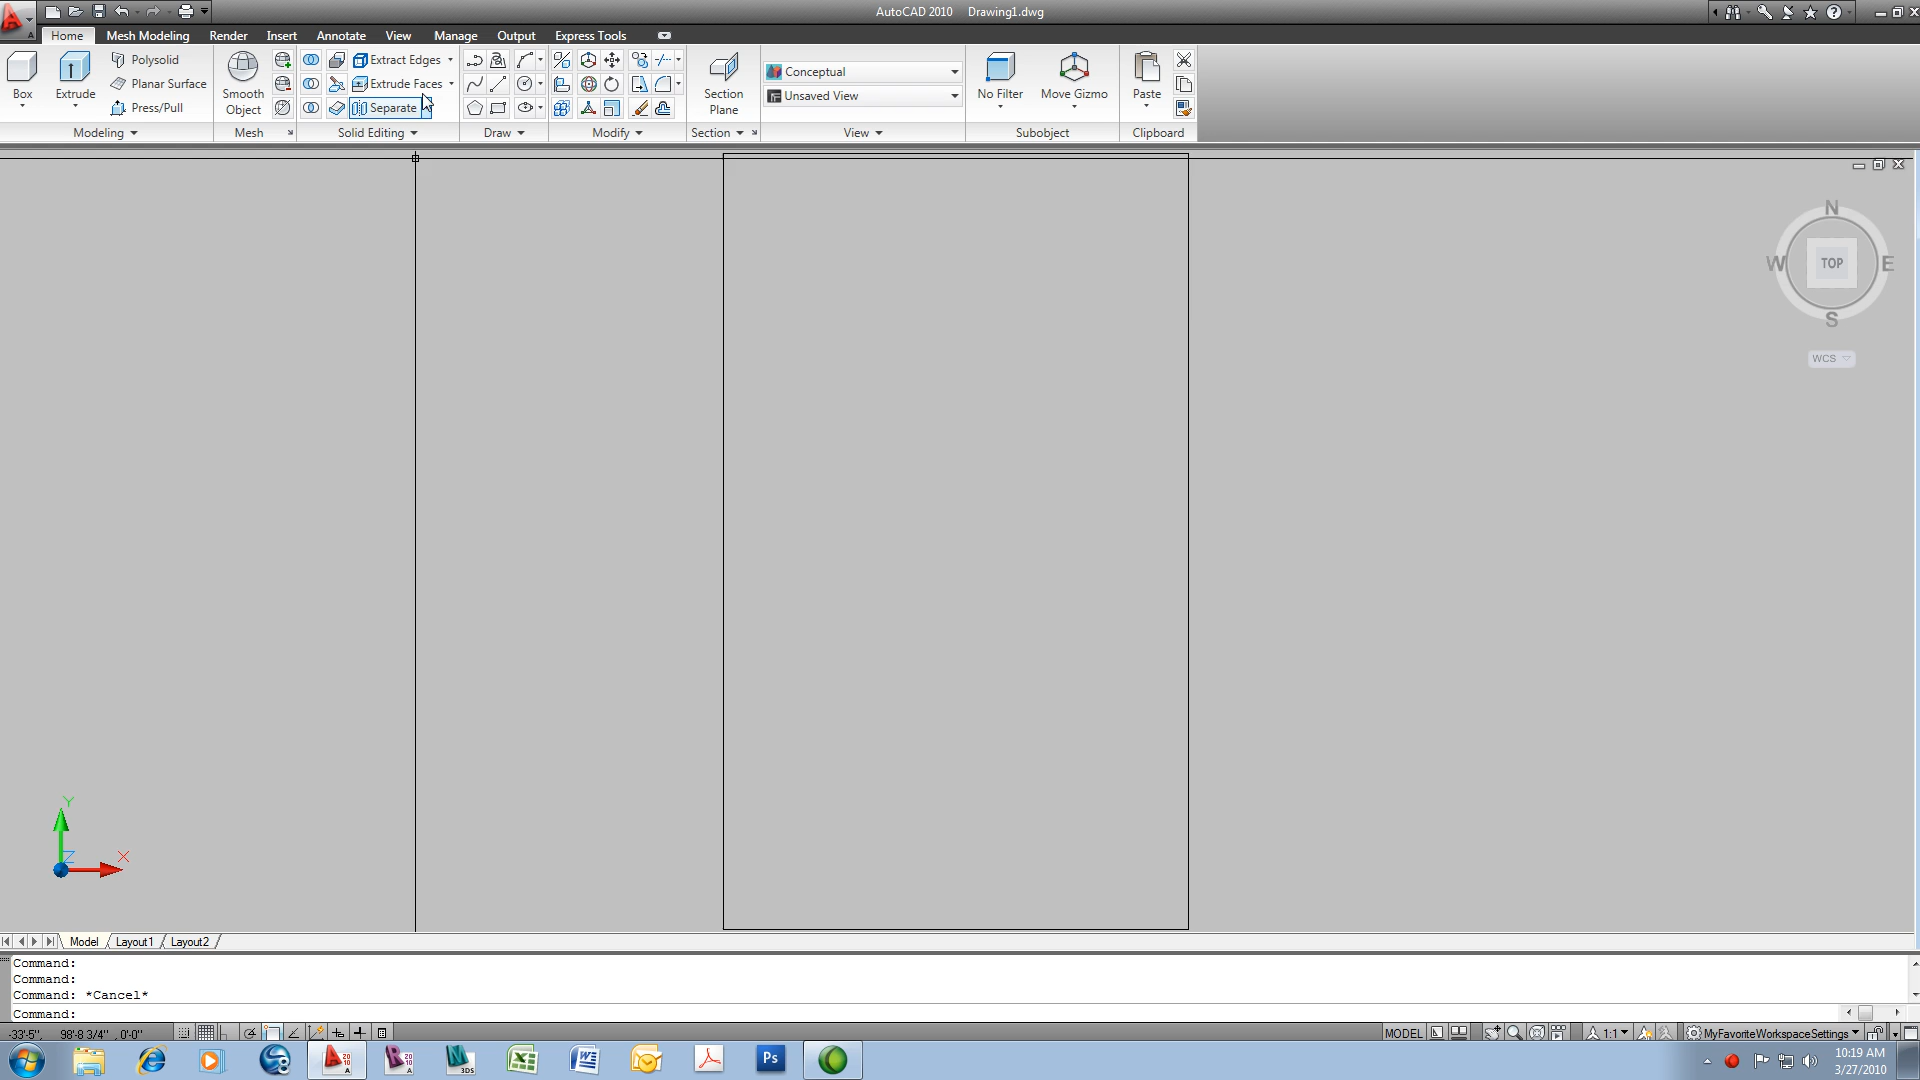 AutoCAD 2010 Drawing1.dwg
Home Mesh Modeling Render Insert Annotate View Manage Output Express Tools
Box
Extrude
Polysolid
Planar Surface
Press/Pull
Modeling
Smooth
Object
Mesh
Extract Edges
Extrude Faces
Separate
Solid Editing
Draw
Modify
Section
Plane
Section
Conceptual
Unsaved View
View
No Filter
Move Gizmo
Subobject
Paste
Clipboard
N
W TOP E
S
WCS
Y
Z X
Model Layout1 Layout2
Command:
Command:
Command: *Cancel*
Command:
-33'-5", 98'-8 3/4" , 0'-0"
MODEL 1:1 MyFavoriteWorkspaceSettings
Ps
10:19 AM
3/27/2010